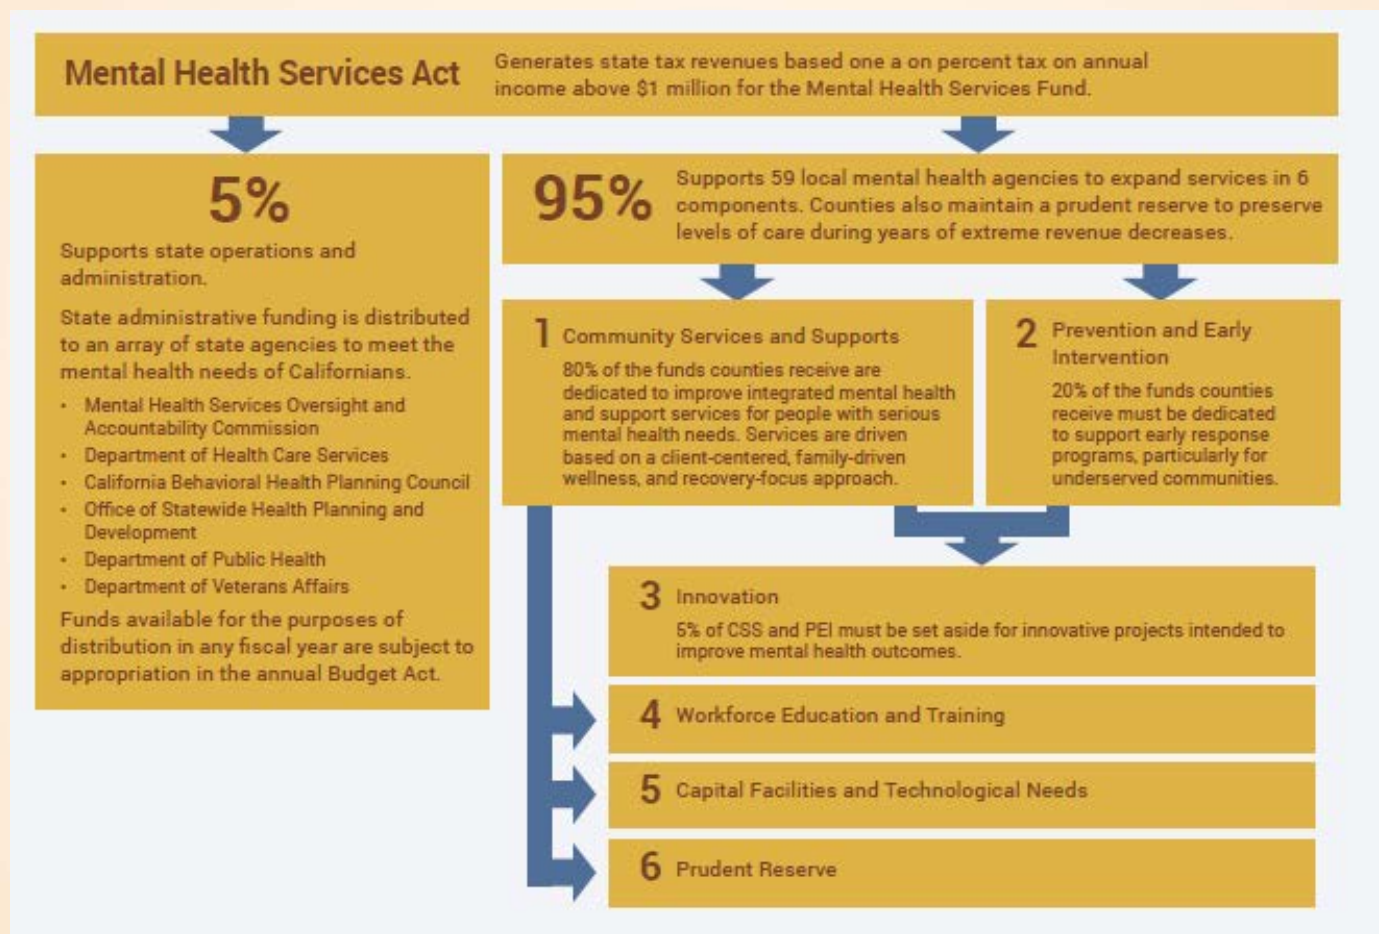 Mental Health Services Act
Generates state tax revenues based one a on percent tax on annual
income above $1 million for the Mental Health Services Fund.
5%
Supports state operations and
administration.
State administrative funding is distributed
to an array of state agencies to meet the
mental health needs of Californians.
• Mental Health Services Oversight and
Accountability Commission
• Department of Health Care Services
• California Behavioral Health Planning Council
• Office of Statewide Health Planning and
Development
• Department of Public Health
• Department of Veterans Affairs
Funds available for the purposes of
distribution in any fiscal year are subject to
appropriation in the annual Budget Act.
95%
Supports 59 local mental health agencies to expand services in 6
components. Counties also maintain a prudent reserve to preserve
levels of care during years of extreme revenue decreases.
1 Community Services and Supports
80% of the funds counties receive are
dedicated to improve integrated mental health
and support services for people with serious
mental health needs. Services are driven
based on a client-centered, family-driven
wellness, and recovery-focus approach.
2 Prevention and Early
Intervention
20% of the funds counties
receive must be dedicated
to support early response
programs, particularly for
underserved communities.
3 Innovation
5% of CSS and PEI must be set aside for innovative projects intended to
improve mental health outcomes.
4 Workforce Education and Training
5 Capital Facilities and Technological Needs
6 Prudent Reserve